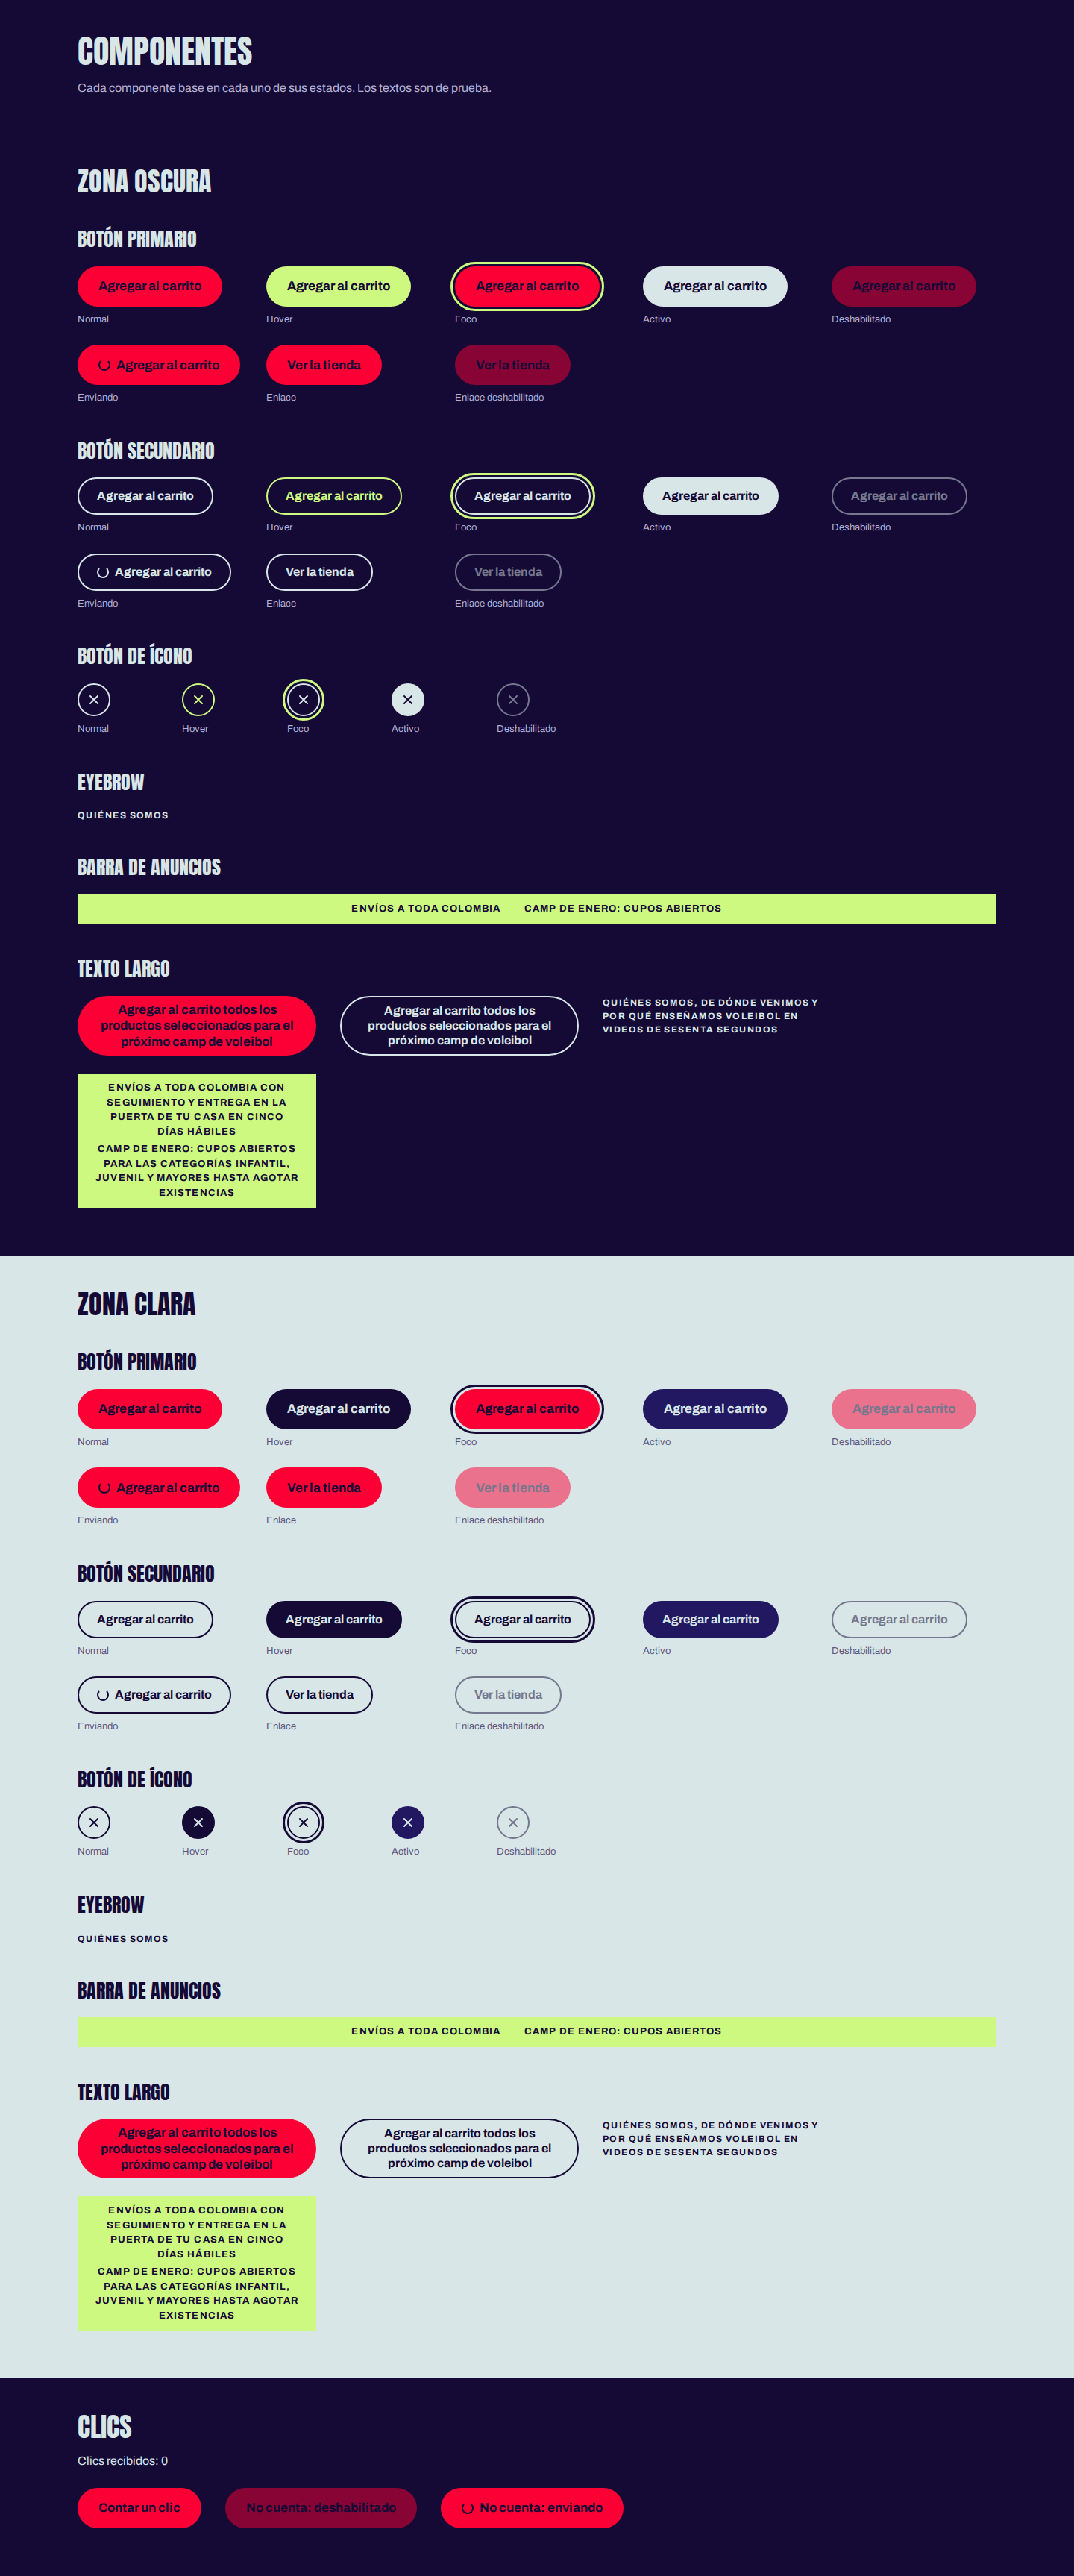 COMPONENTES
Cada componente base en cada uno de sus estados. Los textos son de prueba.
ZONA OSCURA
BOTÓN PRIMARIO
Agregar al carrito
Normal
Agregar al carrito
Hover
Agregar al carrito
Foco
Agregar al carrito
Activo
Agregar al carrito
Deshabilitado
Agregar al carrito
Enviando
Ver la tienda
Enlace
Ver la tienda
Enlace deshabilitado
BOTÓN SECUNDARIO
Agregar al carrito
Normal
Agregar al carrito
Hover
Agregar al carrito
Foco
Agregar al carrito
Activo
Agregar al carrito
Deshabilitado
Agregar al carrito
Enviando
Ver la tienda
Enlace
Ver la tienda
Enlace deshabilitado
BOTÓN DE ÍCONO
Normal
Hover
Foco
Activo
Deshabilitado
EYEBROW
QUIÉNES SOMOS
BARRA DE ANUNCIOS
ENVÍOS A TODA COLOMBIA
CAMP DE ENERO: CUPOS ABIERTOS
TEXTO LARGO
Agregar al carrito todos los
productos seleccionados para el
próximo camp de voleibol
Agregar al carrito todos los
productos seleccionados para el
próximo camp de voleibol
QUIÉNES SOMOS, DE DÓNDE VENIMOS Y
POR QUÉ ENSEÑAMOS VOLEIBOL EN
VIDEOS DE SESENTA SEGUNDOS
ENVÍOS A TODA COLOMBIA CON
SEGUIMIENTO Y ENTREGA EN LA
PUERTA DE TU CASA EN CINCO
DÍAS HÁBILES
CAMP DE ENERO: CUPOS ABIERTOS
PARA LAS CATEGORÍAS INFANTIL,
JUVENIL Y MAYORES HASTA AGOTAR
EXISTENCIAS
ZONA CLARA
BOTÓN PRIMARIO
Agregar al carrito
Normal
Agregar al carrito
Hover
Agregar al carrito
Foco
Agregar al carrito
Activo
Agregar al carrito
Deshabilitado
Agregar al carrito
Enviando
Ver la tienda
Enlace
Ver la tienda
Enlace deshabilitado
BOTÓN SECUNDARIO
Agregar al carrito
Normal
Agregar al carrito
Hover
Agregar al carrito
Foco
Agregar al carrito
Activo
Agregar al carrito
Deshabilitado
Agregar al carrito
Enviando
Ver la tienda
Enlace
Ver la tienda
Enlace deshabilitado
BOTÓN DE ÍCONO
Normal
Hover
Foco
Activo
Deshabilitado
EYEBROW
QUIÉNES SOMOS
BARRA DE ANUNCIOS
ENVÍOS A TODA COLOMBIA
CAMP DE ENERO: CUPOS ABIERTOS
TEXTO LARGO
Agregar al carrito todos los
productos seleccionados para el
próximo camp de voleibol
Agregar al carrito todos los
productos seleccionados para el
próximo camp de voleibol
QUIÉNES SOMOS, DE DÓNDE VENIMOS Y
POR QUÉ ENSEÑAMOS VOLEIBOL EN
VIDEOS DE SESENTA SEGUNDOS
ENVÍOS A TODA COLOMBIA CON
SEGUIMIENTO Y ENTREGA EN LA
PUERTA DE TU CASA EN CINCO
DÍAS HÁBILES
CAMP DE ENERO: CUPOS ABIERTOS
PARA LAS CATEGORÍAS INFANTIL,
JUVENIL Y MAYORES HASTA AGOTAR
EXISTENCIAS
CLICS
Clics recibidos: 0
Contar un clic
No cuenta: deshabilitado
No cuenta: enviando